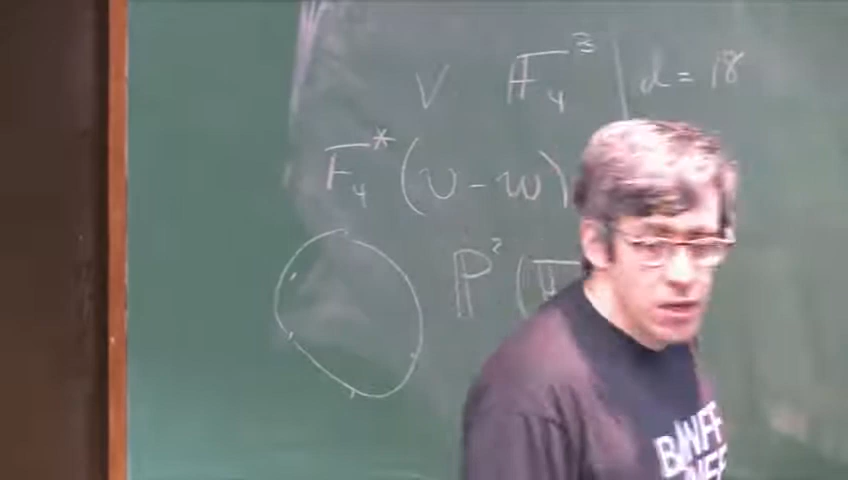 V F₄³ d = 18
F₄* (v - w)
P² (F
BANFF